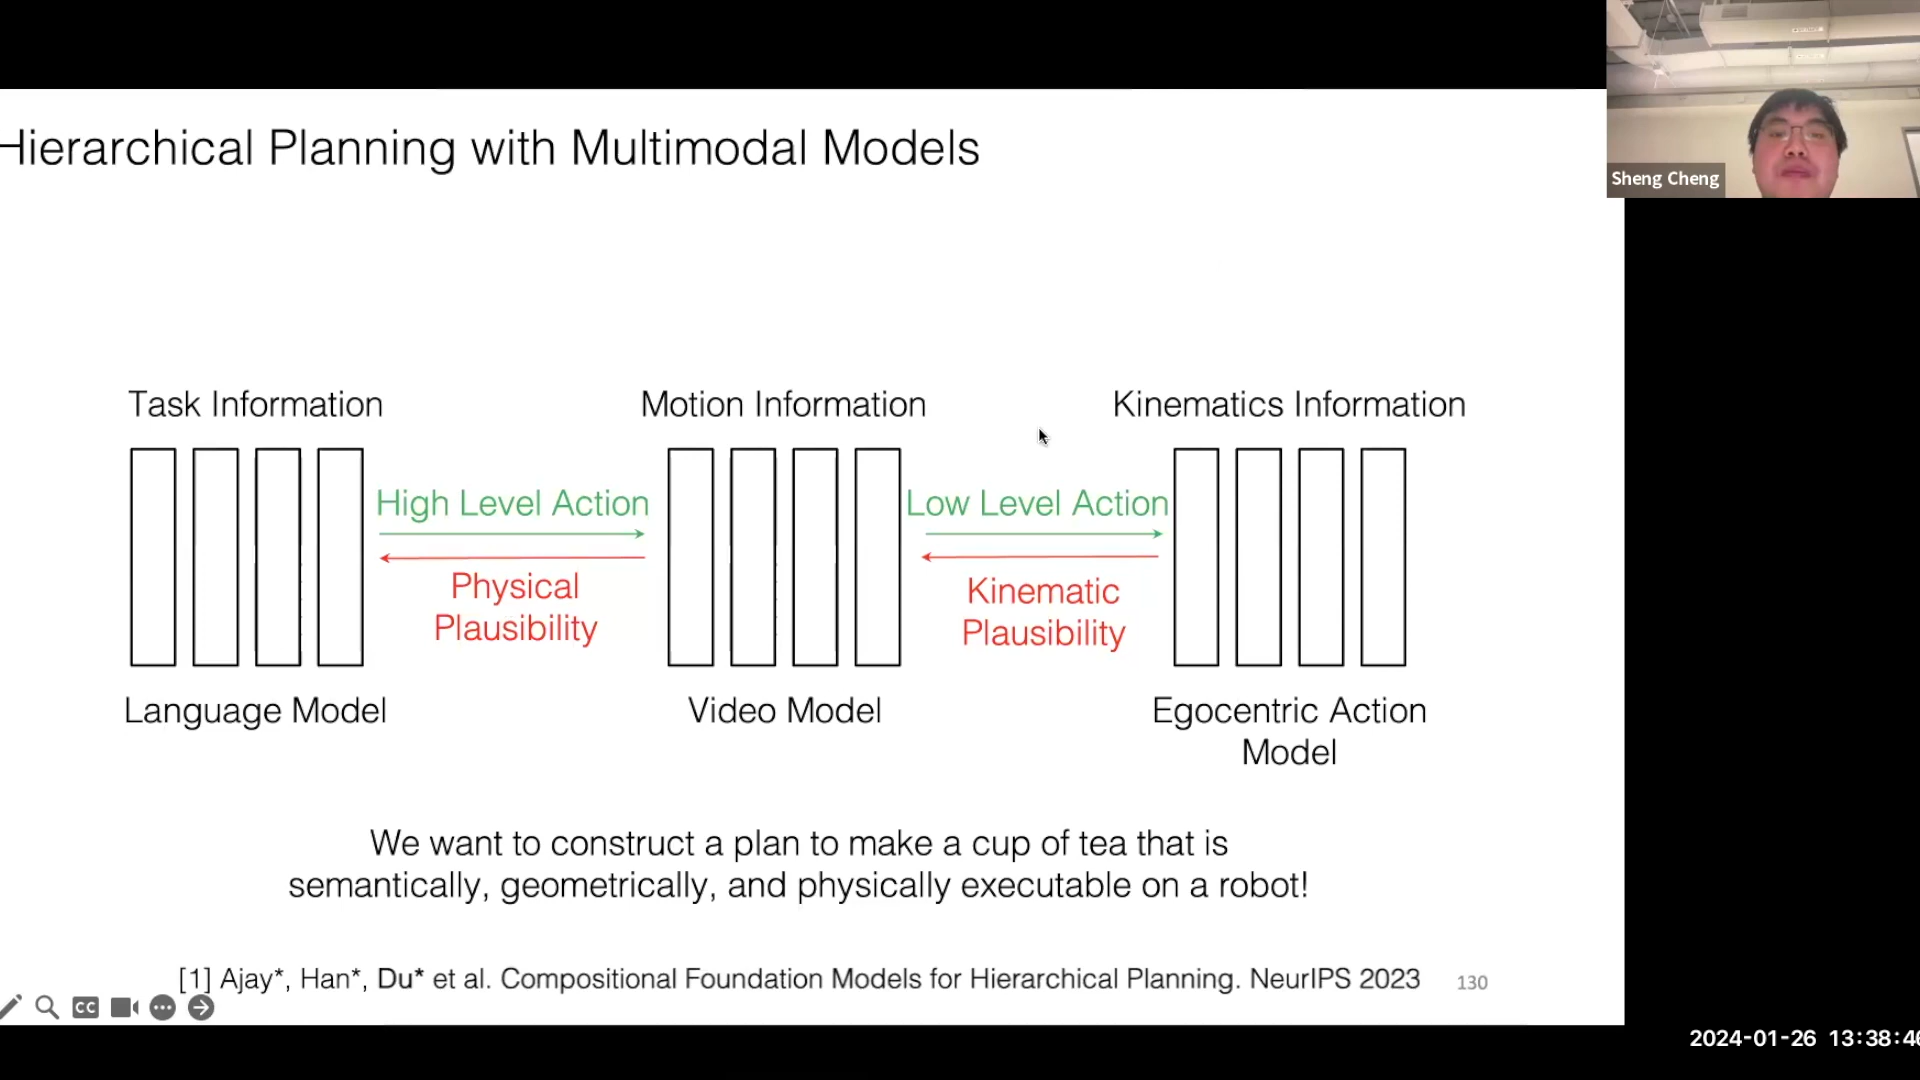 Hierarchical Planning with Multimodal Models
Sheng Cheng
Task Information
Motion Information
Kinematics Information
High Level Action
Low Level Action
Physical
Plausibility
Kinematic
Plausibility
Language Model
Video Model
Egocentric Action
Model
We want to construct a plan to make a cup of tea that is
semantically, geometrically, and physically executable on a robot!
[1] Ajay*, Han*, Du* et al. Compositional Foundation Models for Hierarchical Planning. NeurIPS 2023
130
CC
2024-01-26 13:38:46